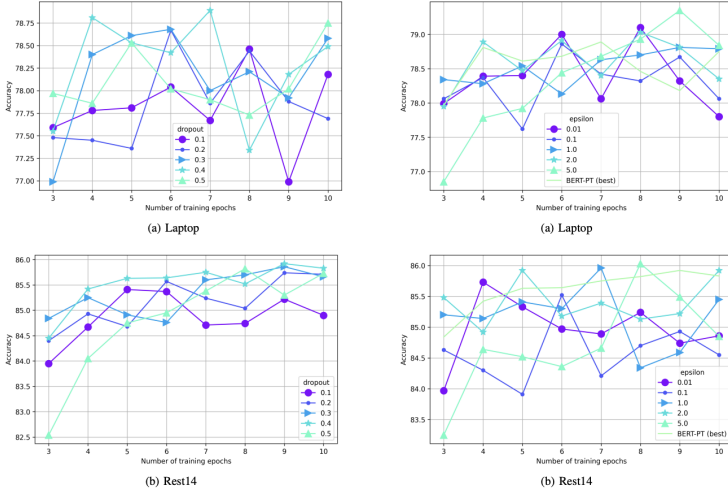 78.75
78.50
78.25
78.00
77.75
77.50
77.25
77.00
Accuracy
dropout
0.1
0.2
0.3
0.4
0.5
3 4 5 6 7 8 9 10
Number of training epochs
(a) Laptop
79.0
78.5
78.0
77.5
77.0
Accuracy
epsilon
0.01
0.1
1.0
2.0
5.0
BERT-PT (best)
3 4 5 6 7 8 9 10
Number of training epochs
(a) Laptop
86.0
85.5
85.0
84.5
84.0
83.5
83.0
82.5
Accuracy
dropout
0.1
0.2
0.3
0.4
0.5
3 4 5 6 7 8 9 10
Number of training epochs
(b) Rest14
86.0
85.5
85.0
84.5
84.0
83.5
Accuracy
epsilon
0.01
0.1
1.0
2.0
5.0
BERT-PT (best)
3 4 5 6 7 8 9 10
Number of training epochs
(b) Rest14